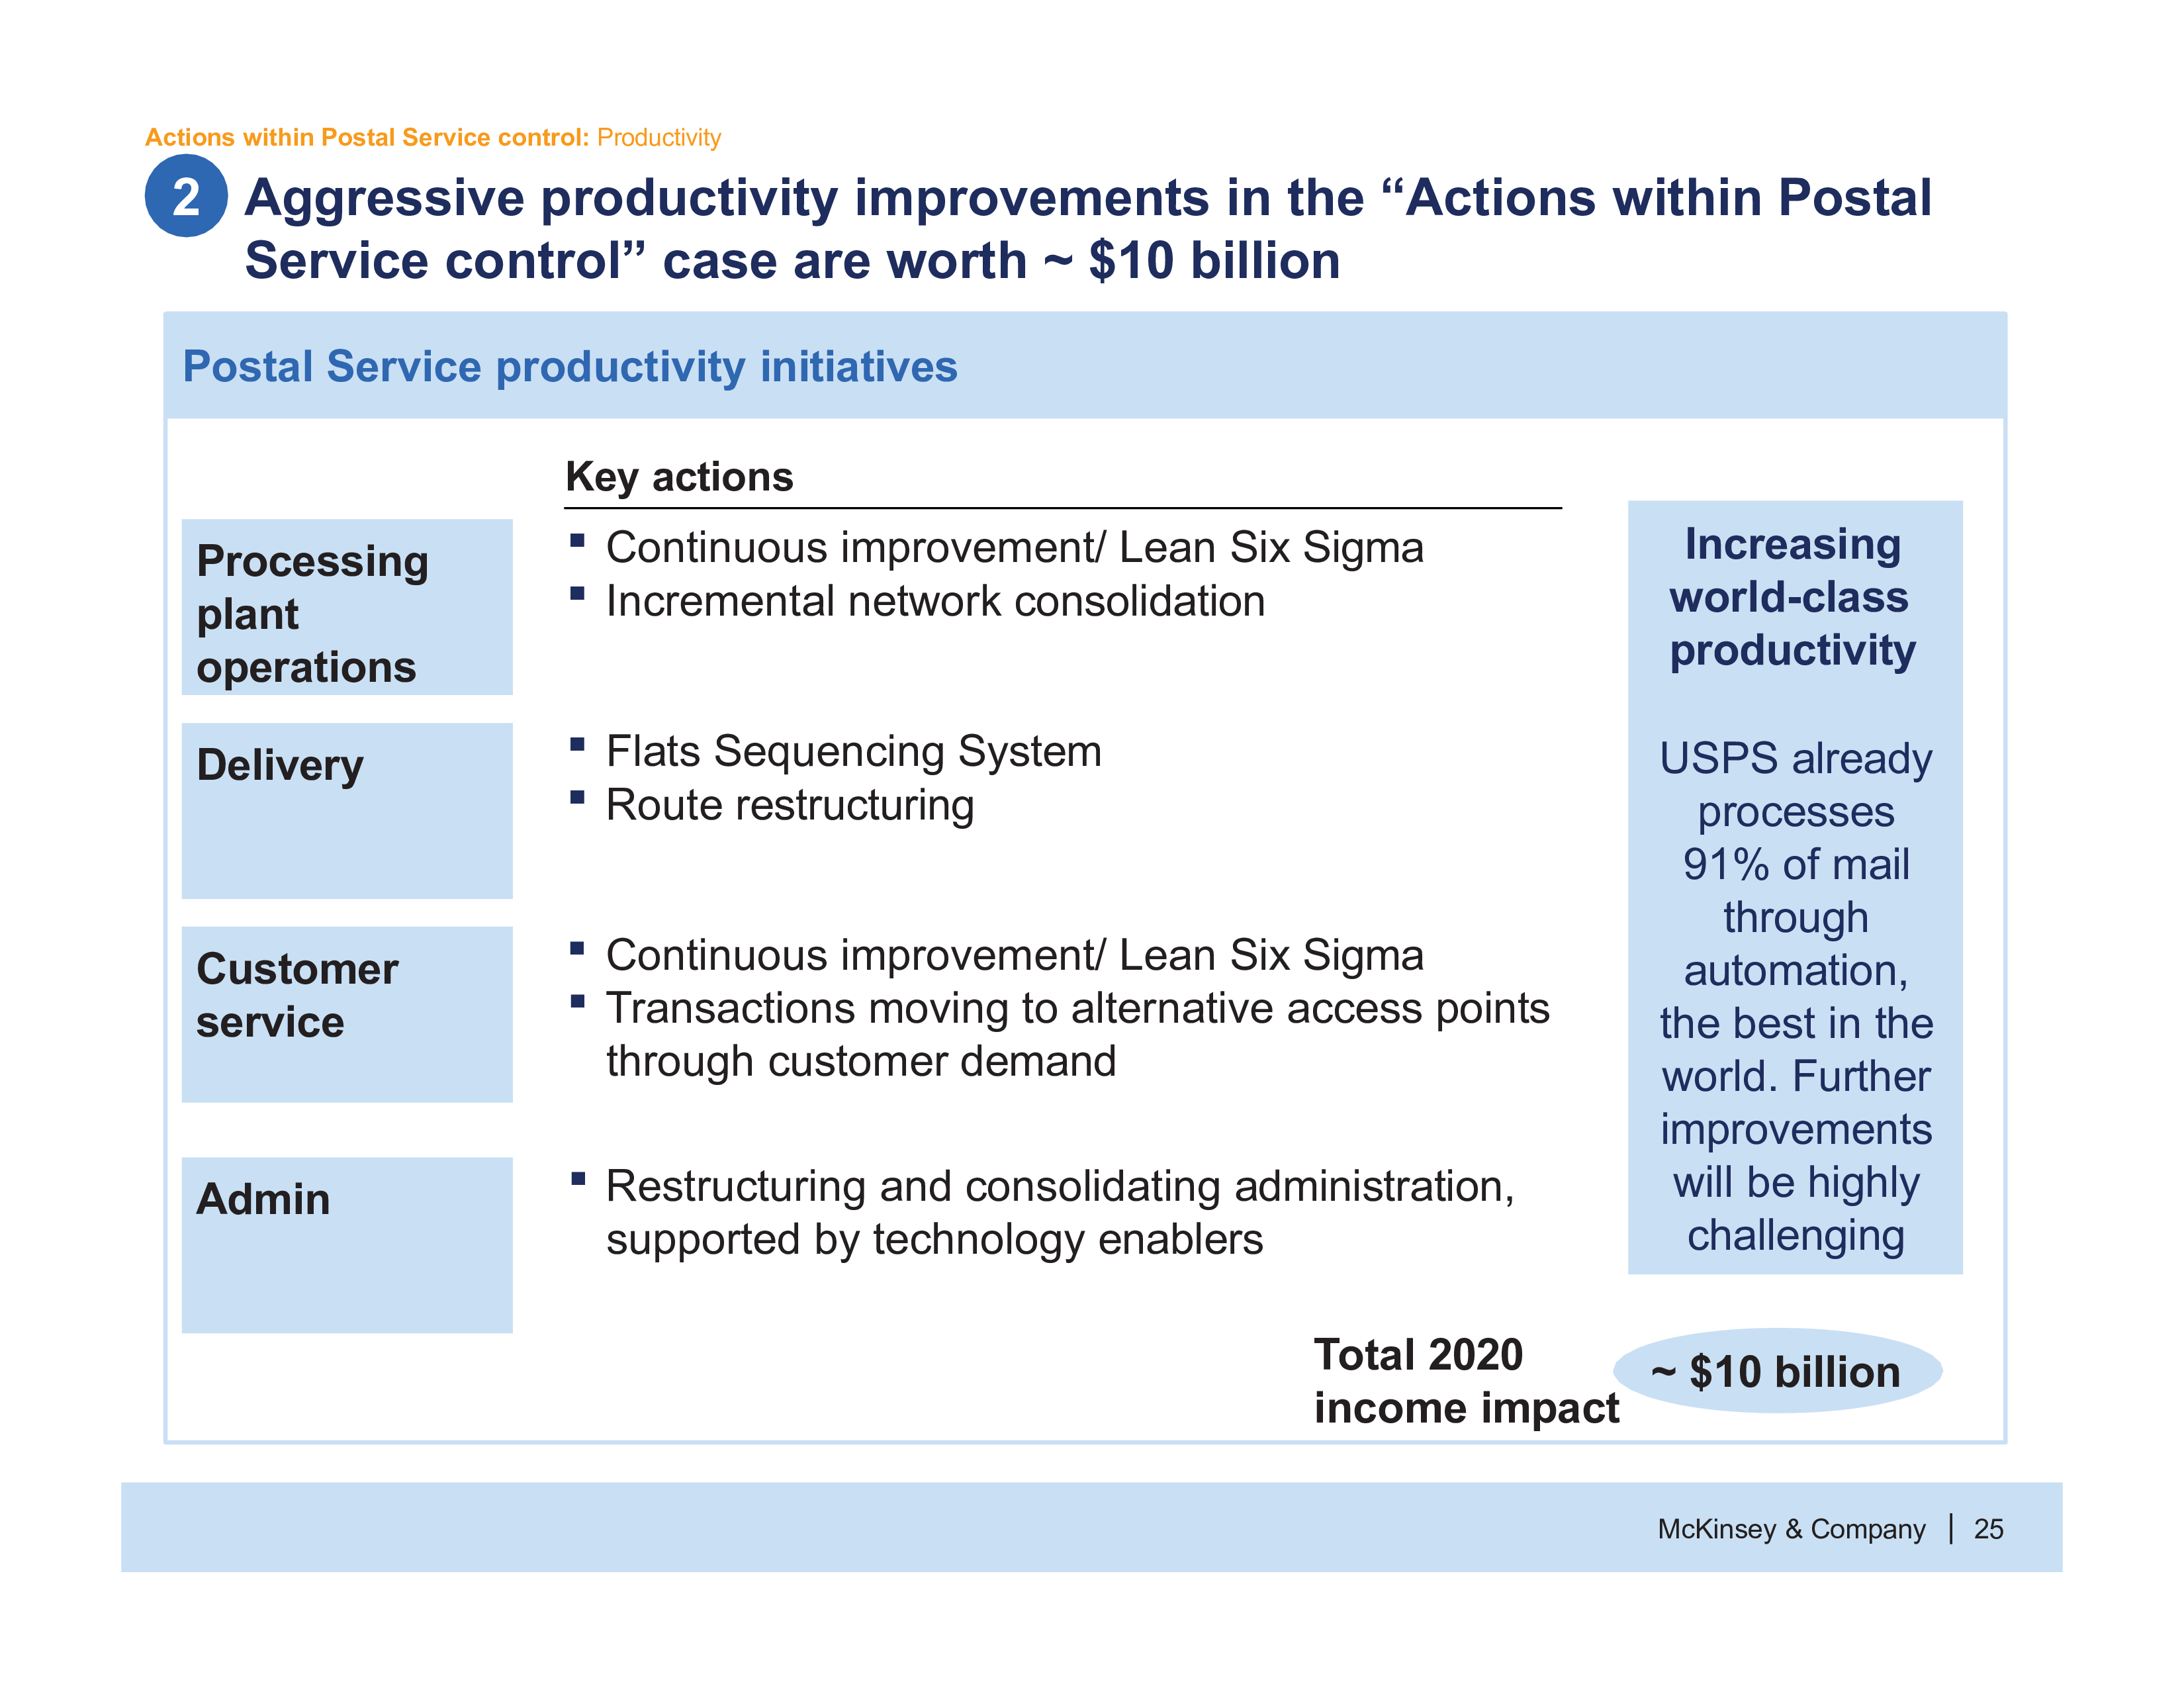 Actions within Postal Service control: Productivity
2
Aggressive productivity improvements in the “Actions within Postal
Service control” case are worth ~ $10 billion
Postal Service productivity initiatives
Key actions
Processing
plant
operations
▪ Continuous improvement/ Lean Six Sigma
▪ Incremental network consolidation
Delivery
▪ Flats Sequencing System
▪ Route restructuring
Customer
service
▪ Continuous improvement/ Lean Six Sigma
▪ Transactions moving to alternative access points
through customer demand
Admin
▪ Restructuring and consolidating administration,
supported by technology enablers
Increasing
world-class
productivity
USPS already
processes
91% of mail
through
automation,
the best in the
world. Further
improvements
will be highly
challenging
Total 2020
income impact
~ $10 billion
McKinsey & Company | 25